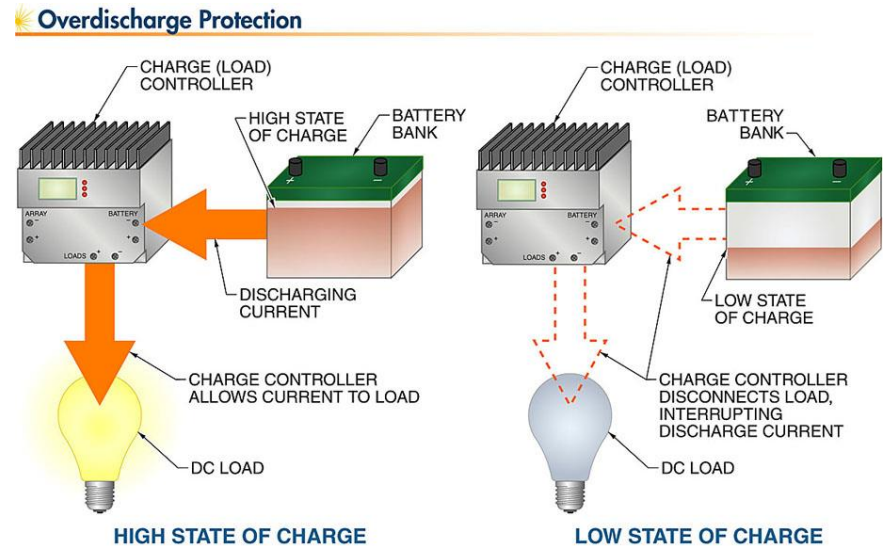 Overdischarge Protection
CHARGE (LOAD)
CONTROLLER
HIGH STATE
OF CHARGE
BATTERY
BANK
+
−
ARRAY
BATTERY
−
−
+
+
LOADS
+
−
DISCHARGING
CURRENT
CHARGE CONTROLLER
ALLOWS CURRENT TO LOAD
DC LOAD
HIGH STATE OF CHARGE
CHARGE (LOAD)
CONTROLLER
BATTERY
BANK
+
−
ARRAY
BATTERY
−
−
+
+
LOADS
+
−
LOW STATE
OF CHARGE
CHARGE CONTROLLER
DISCONNECTS LOAD,
INTERRUPTING
DISCHARGE CURRENT
DC LOAD
LOW STATE OF CHARGE